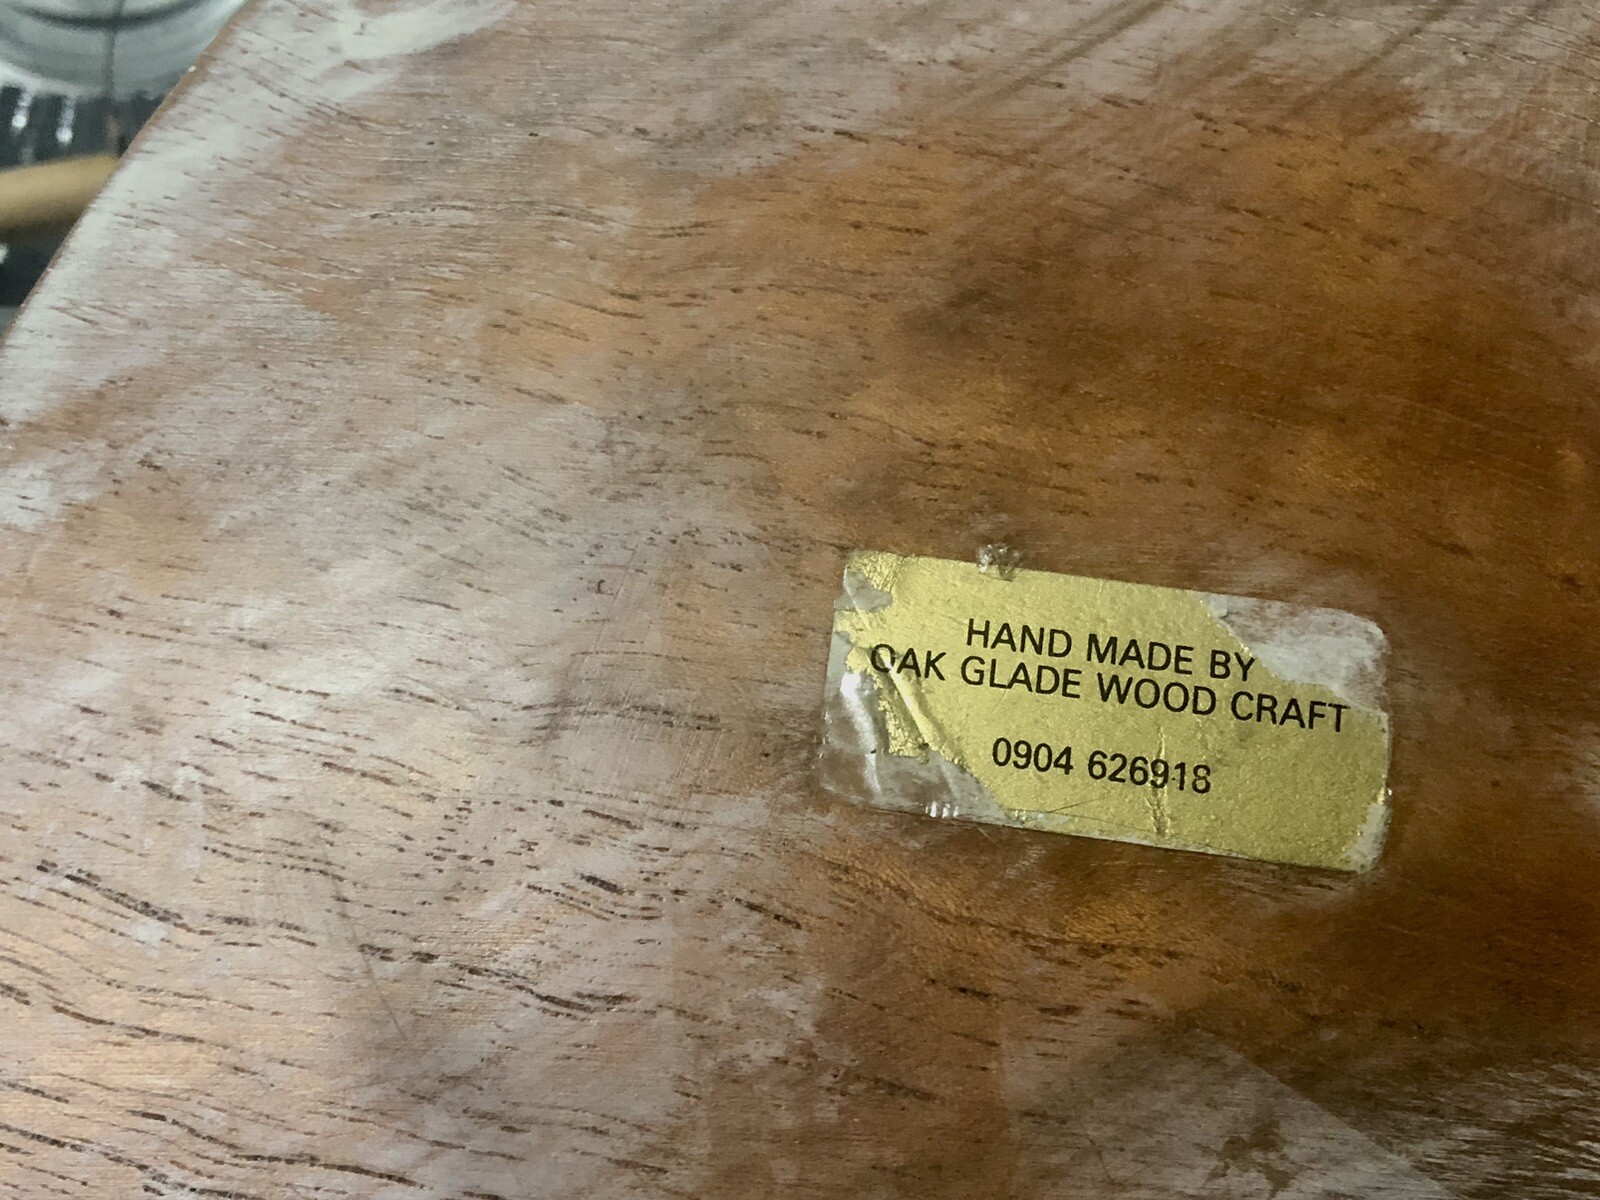 HAND MADE BY
OAK GLADE WOOD CRAFT
0904 626918